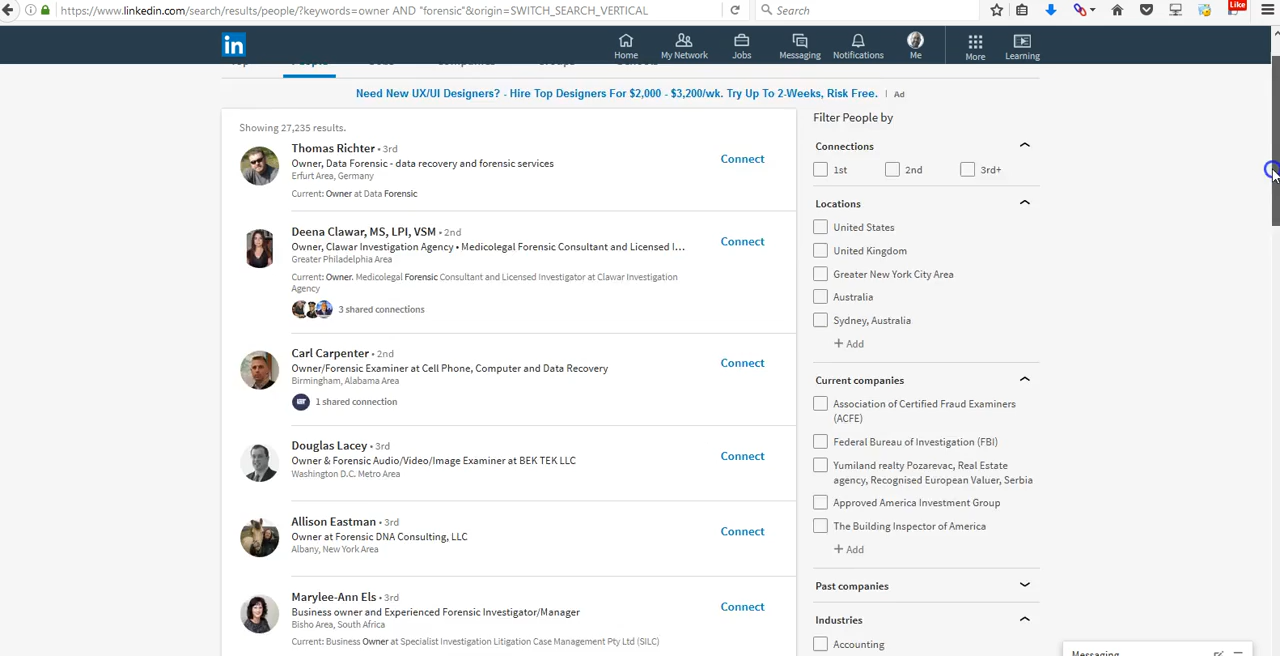 https://www.linkedin.com/search/results/people/?keywords=owner AND "forensic"&origin=SWITCH_SEARCH_VERTICAL
Search
Like
in
Home
My Network
Jobs
Messaging
Notifications
Me
More
Learning
Need New UX/UI Designers? - Hire Top Designers For $2,000 - $3,200/wk. Try Up To 2-Weeks, Risk Free. | Ad
Showing 27,235 results.
Thomas Richter • 3rd
Owner, Data Forensic - data recovery and forensic services
Erfurt Area, Germany
Current: Owner at Data Forensic
Connect
Deena Clawar, MS, LPI, VSM • 2nd
Owner, Clawar Investigation Agency • Medicolegal Forensic Consultant and Licensed I...
Greater Philadelphia Area
Current: Owner. Medicolegal Forensic Consultant and Licensed Investigator at Clawar Investigation
Agency
3 shared connections
Connect
Carl Carpenter • 2nd
Owner/Forensic Examiner at Cell Phone, Computer and Data Recovery
Birmingham, Alabama Area
1 shared connection
Connect
Douglas Lacey • 3rd
Owner & Forensic Audio/Video/Image Examiner at BEK TEK LLC
Washington D.C. Metro Area
Connect
Allison Eastman • 3rd
Owner at Forensic DNA Consulting, LLC
Albany, New York Area
Connect
Marylee-Ann Els • 3rd
Business owner and Experienced Forensic Investigator/Manager
Bisho Area, South Africa
Current: Business Owner at Specialist Investigation Litigation Case Management Pty Ltd (SILC)
Connect
Filter People by
Connections
1st
2nd
3rd+
Locations
United States
United Kingdom
Greater New York City Area
Australia
Sydney, Australia
+ Add
Current companies
Association of Certified Fraud Examiners
(ACFE)
Federal Bureau of Investigation (FBI)
Yumiland realty Pozarevac, Real Estate
agency, Recognised European Valuer, Serbia
Approved America Investment Group
The Building Inspector of America
+ Add
Past companies
Industries
Accounting
Messaging